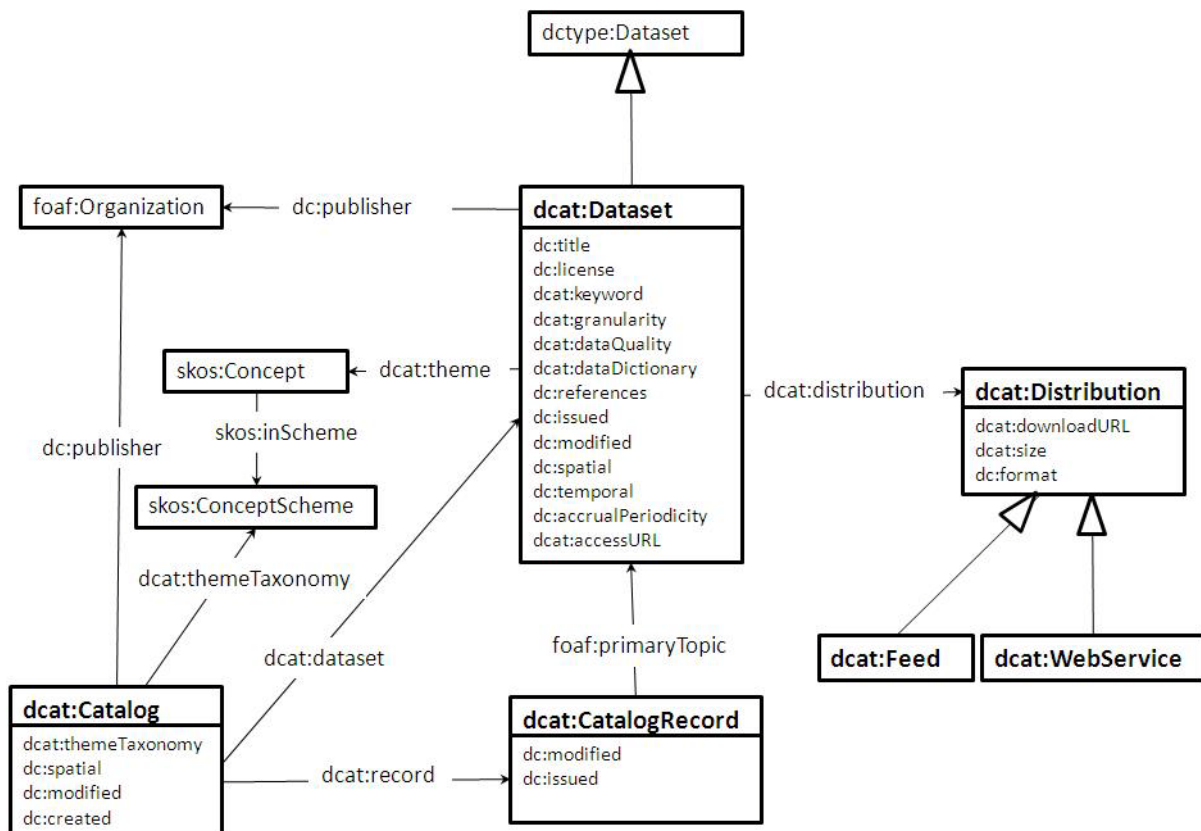 dctype:Dataset
foaf:Organization
dc:publisher
dcat:Dataset
dc:title
dc:license
dcat:keyword
dcat:granularity
dcat:dataQuality
dcat:dataDictionary
dc:references
dc:issued
dc:modified
dc:spatial
dc:temporal
dc:accrualPeriodicity
dcat:accessURL
skos:Concept
dcat:theme
skos:inScheme
dc:publisher
skos:ConceptScheme
dcat:themeTaxonomy
dcat:distribution
dcat:Distribution
dcat:downloadURL
dcat:size
dc:format
dcat:dataset
foaf:primaryTopic
dcat:Feed
dcat:WebService
dcat:Catalog
dcat:themeTaxonomy
dc:spatial
dc:modified
dc:created
dcat:record
dcat:CatalogRecord
dc:modified
dc:issued